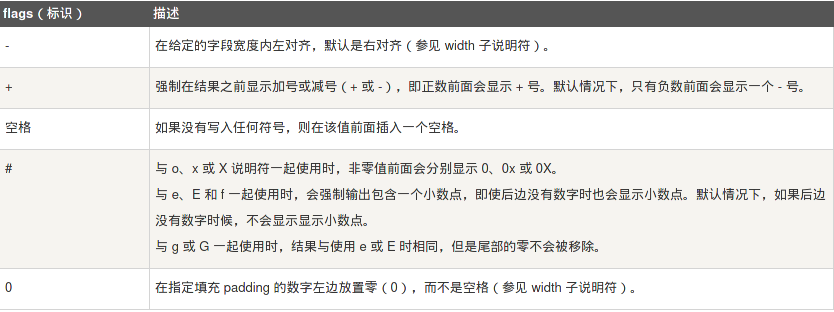 flags（标识） 描述
- 在给定的字段宽度内左对齐，默认是右对齐（参见 width 子说明符）。
+ 强制在结果之前显示加号或减号（+ 或 -），即正数前面会显示 + 号。默认情况下，只有负数前面会显示一个 - 号。
空格 如果没有写入任何符号，则在该值前面插入一个空格。
# 与 o、x 或 X 说明符一起使用时，非零值前面会分别显示 0、0x 或 0X。
与 e、E 和 f 一起使用时，会强制输出包含一个小数点，即使后边没有数字时也会显示小数点。默认情况下，如果后边
没有数字时候，不会显示显示小数点。
与 g 或 G 一起使用时，结果与使用 e 或 E 时相同，但是尾部的零不会被移除。
0 在指定填充 padding 的数字左边放置零（0），而不是空格（参见 width 子说明符）。